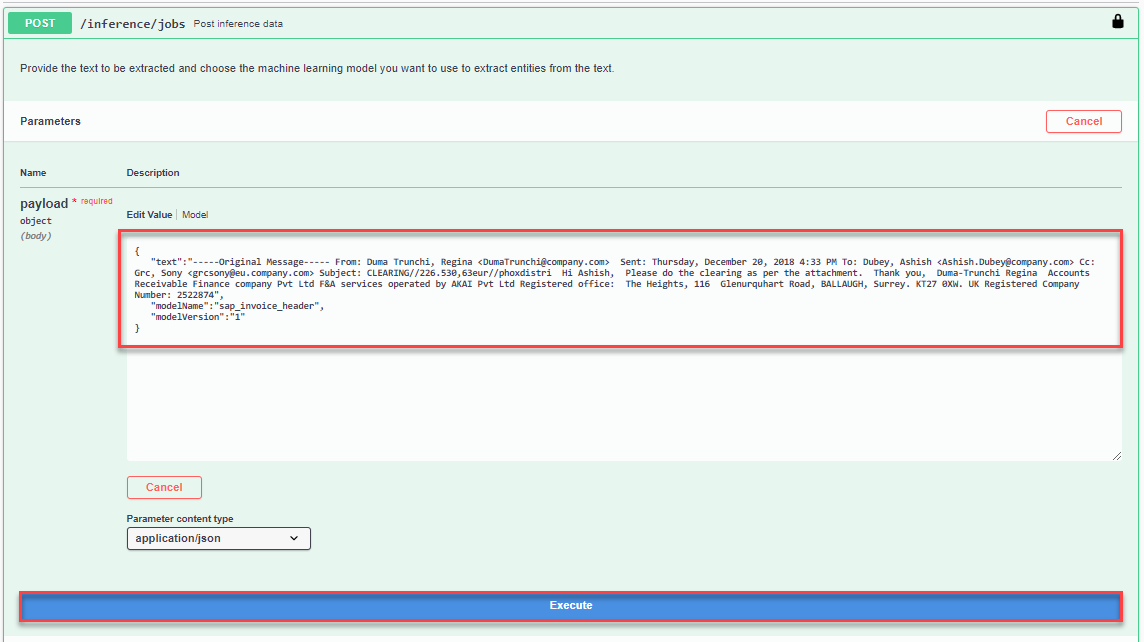 POST /inference/jobs Post inference data
Provide the text to be extracted and choose the machine learning model you want to use to extract entities from the text.
Parameters
Cancel
Name Description
payload * required
object
(body)
Edit Value Model
{
"text":"-----Original Message----- From: Duma Trunchi, Regina <DumaTrunchi@company.com> Sent: Thursday, December 20, 2018 4:33 PM To: Dubey, Ashish <Ashish.Dubey@company.com> Cc:
Grc, Sony <grcsony@eu.company.com> Subject: CLEARING//226.530,63eur//phoxdistri Hi Ashish, Please do the clearing as per the attachment. Thank you, Duma-Trunchi Regina Accounts
Receivable Finance company Pvt Ltd F&A services operated by AKAI Pvt Ltd Registered office: The Heights, 116 Glenurquhart Road, BALLAUGH, Surrey. KT27 0XW. UK Registered Company
Number: 2522874",
"modelName":"sap_invoice_header",
"modelVersion":"1"
}
Cancel
Parameter content type
application/json
Execute